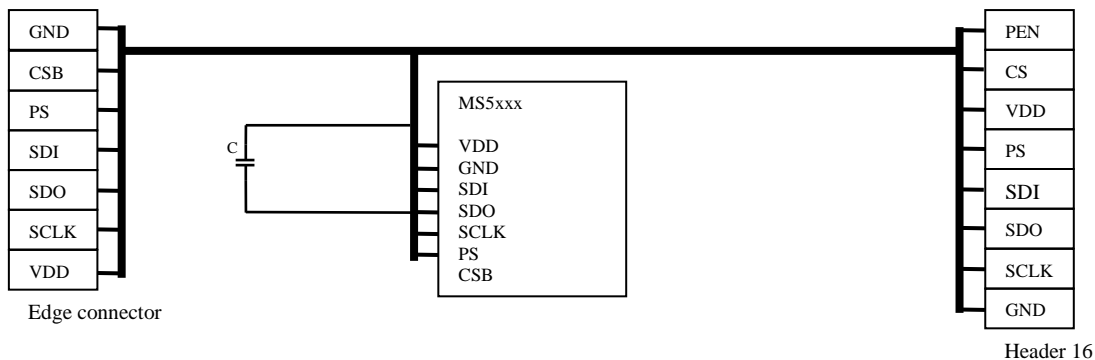 GND
CSB
PS
SDI
SDO
SCLK
VDD
Edge connector
C
MS5xxx
VDD
GND
SDI
SDO
SCLK
PS
CSB
PEN
CS
VDD
PS
SDI
SDO
SCLK
GND
Header 16